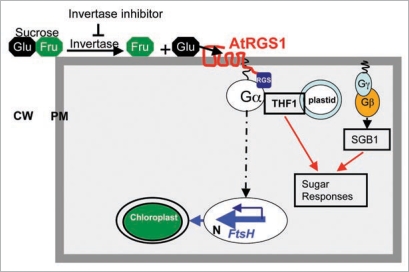 Invertase inhibitor
Sucrose
Glu Fru
Invertase
Fru + Glu
AtRGS1
RGS
Gα
THF1
plastid
Gγ
Gβ
CW PM
SGB1
Sugar
Responses
Chloroplast
N
FtsH